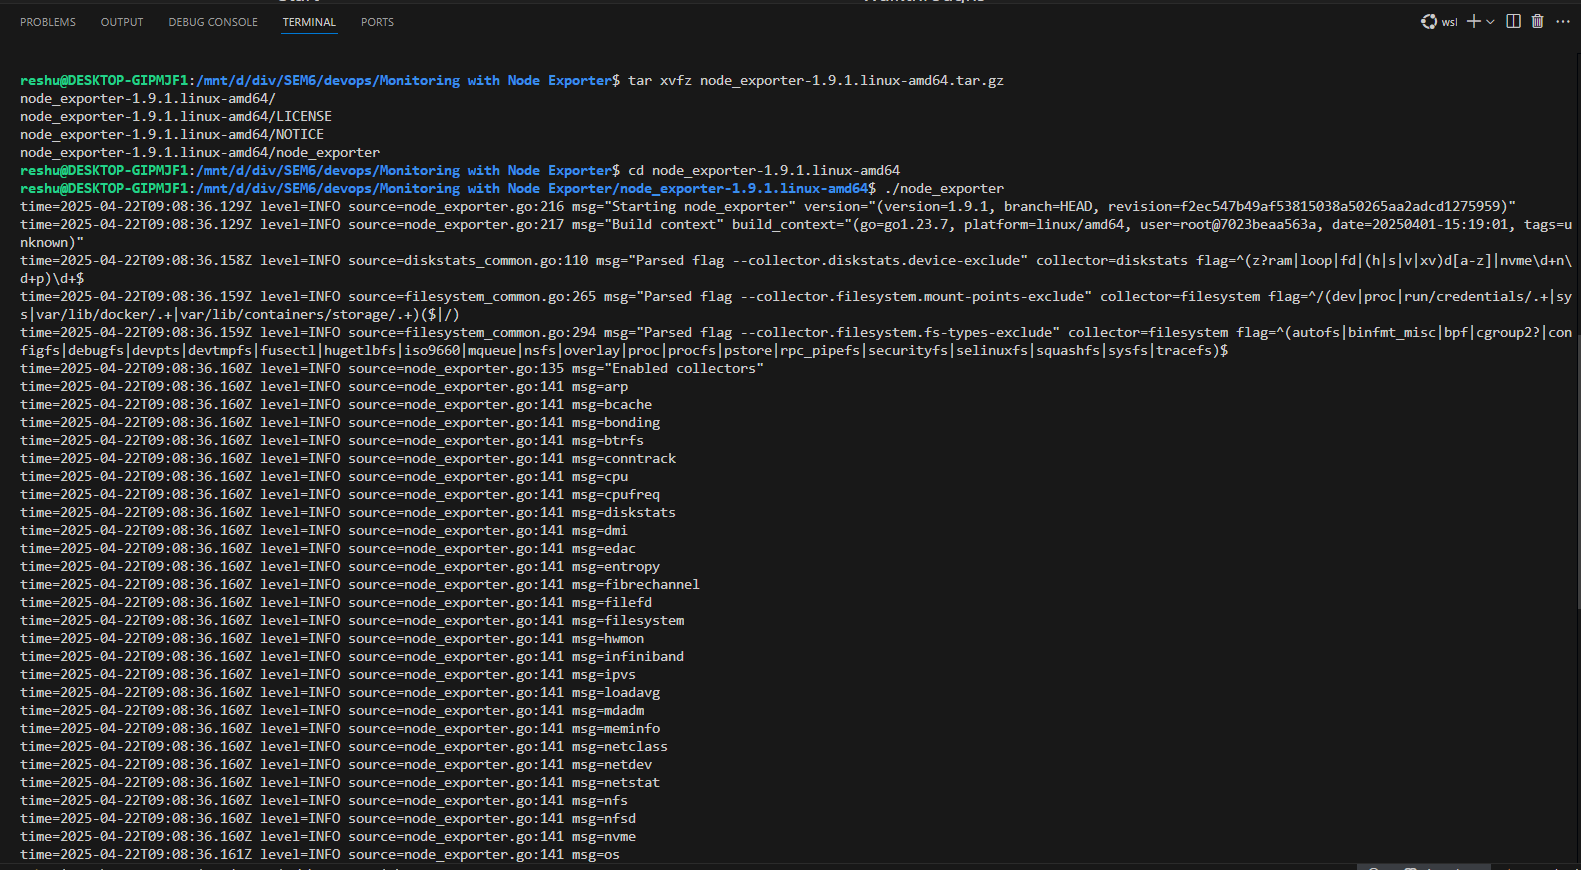 PROBLEMS OUTPUT DEBUG CONSOLE TERMINAL PORTS wsl
reshu@DESKTOP-GIPMJF1:/mnt/d/div/SEM6/devops/Monitoring with Node Exporter$ tar xvfz node_exporter-1.9.1.linux-amd64.tar.gz
node_exporter-1.9.1.linux-amd64/
node_exporter-1.9.1.linux-amd64/LICENSE
node_exporter-1.9.1.linux-amd64/NOTICE
node_exporter-1.9.1.linux-amd64/node_exporter
reshu@DESKTOP-GIPMJF1:/mnt/d/div/SEM6/devops/Monitoring with Node Exporter$ cd node_exporter-1.9.1.linux-amd64
reshu@DESKTOP-GIPMJF1:/mnt/d/div/SEM6/devops/Monitoring with Node Exporter/node_exporter-1.9.1.linux-amd64$ ./node_exporter
time=2025-04-22T09:08:36.129Z level=INFO source=node_exporter.go:216 msg="Starting node_exporter" version="(version=1.9.1, branch=HEAD, revision=f2ec547b49af53815038a50265aa2adcd1275959)"
time=2025-04-22T09:08:36.129Z level=INFO source=node_exporter.go:217 msg="Build context" build_context="(go=go1.23.7, platform=linux/amd64, user=root@7023beaa563a, date=20250401-15:19:01, tags=u
nknown)"
time=2025-04-22T09:08:36.158Z level=INFO source=diskstats_common.go:110 msg="Parsed flag --collector.diskstats.device-exclude" collector=diskstats flag=^(z?ram|loop|fd|(h|s|v|xv)d[a-z]|nvme\d+n\
d+p)\d+$
time=2025-04-22T09:08:36.159Z level=INFO source=filesystem_common.go:265 msg="Parsed flag --collector.filesystem.mount-points-exclude" collector=filesystem flag=^/(dev|proc|run/credentials/.+|sy
s|var/lib/docker/.+|var/lib/containers/storage/.+)($|/)
time=2025-04-22T09:08:36.159Z level=INFO source=filesystem_common.go:294 msg="Parsed flag --collector.filesystem.fs-types-exclude" collector=filesystem flag=^(autofs|binfmt_misc|bpf|cgroup2?|con
figfs|debugfs|devpts|devtmpfs|fusectl|hugetlbfs|iso9660|mqueue|nsfs|overlay|proc|procfs|pstore|rpc_pipefs|securityfs|selinuxfs|squashfs|sysfs|tracefs)$
time=2025-04-22T09:08:36.160Z level=INFO source=node_exporter.go:135 msg="Enabled collectors"
time=2025-04-22T09:08:36.160Z level=INFO source=node_exporter.go:141 msg=arp
time=2025-04-22T09:08:36.160Z level=INFO source=node_exporter.go:141 msg=bcache
time=2025-04-22T09:08:36.160Z level=INFO source=node_exporter.go:141 msg=bonding
time=2025-04-22T09:08:36.160Z level=INFO source=node_exporter.go:141 msg=btrfs
time=2025-04-22T09:08:36.160Z level=INFO source=node_exporter.go:141 msg=conntrack
time=2025-04-22T09:08:36.160Z level=INFO source=node_exporter.go:141 msg=cpu
time=2025-04-22T09:08:36.160Z level=INFO source=node_exporter.go:141 msg=cpufreq
time=2025-04-22T09:08:36.160Z level=INFO source=node_exporter.go:141 msg=diskstats
time=2025-04-22T09:08:36.160Z level=INFO source=node_exporter.go:141 msg=dmi
time=2025-04-22T09:08:36.160Z level=INFO source=node_exporter.go:141 msg=edac
time=2025-04-22T09:08:36.160Z level=INFO source=node_exporter.go:141 msg=entropy
time=2025-04-22T09:08:36.160Z level=INFO source=node_exporter.go:141 msg=fibrechannel
time=2025-04-22T09:08:36.160Z level=INFO source=node_exporter.go:141 msg=filefd
time=2025-04-22T09:08:36.160Z level=INFO source=node_exporter.go:141 msg=filesystem
time=2025-04-22T09:08:36.160Z level=INFO source=node_exporter.go:141 msg=hwmon
time=2025-04-22T09:08:36.160Z level=INFO source=node_exporter.go:141 msg=infiniband
time=2025-04-22T09:08:36.160Z level=INFO source=node_exporter.go:141 msg=ipvs
time=2025-04-22T09:08:36.160Z level=INFO source=node_exporter.go:141 msg=loadavg
time=2025-04-22T09:08:36.160Z level=INFO source=node_exporter.go:141 msg=mdadm
time=2025-04-22T09:08:36.160Z level=INFO source=node_exporter.go:141 msg=meminfo
time=2025-04-22T09:08:36.160Z level=INFO source=node_exporter.go:141 msg=netclass
time=2025-04-22T09:08:36.160Z level=INFO source=node_exporter.go:141 msg=netdev
time=2025-04-22T09:08:36.160Z level=INFO source=node_exporter.go:141 msg=netstat
time=2025-04-22T09:08:36.160Z level=INFO source=node_exporter.go:141 msg=nfs
time=2025-04-22T09:08:36.160Z level=INFO source=node_exporter.go:141 msg=nfsd
time=2025-04-22T09:08:36.160Z level=INFO source=node_exporter.go:141 msg=nvme
time=2025-04-22T09:08:36.161Z level=INFO source=node_exporter.go:141 msg=os